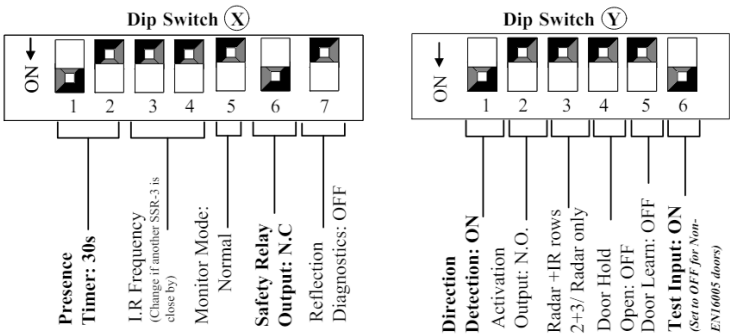 Dip Switch X
ON
1 2 3 4 5 6 7
Presence
Timer: 30s
I.R Frequency
(Change if another SSR-3 is
close by)
Monitor Mode:
Normal
Safety Relay
Output: N.C
Reflection
Diagnostics: OFF
Dip Switch Y
ON
1 2 3 4 5 6
Direction
Detection: ON
Activation
Output: N.O.
Radar +IR rows
2+3/ Radar only
Door Hold
Open: OFF
Door Learn: OFF
Test Input: ON
(Set to OFF for Non-
EN16005 doors)